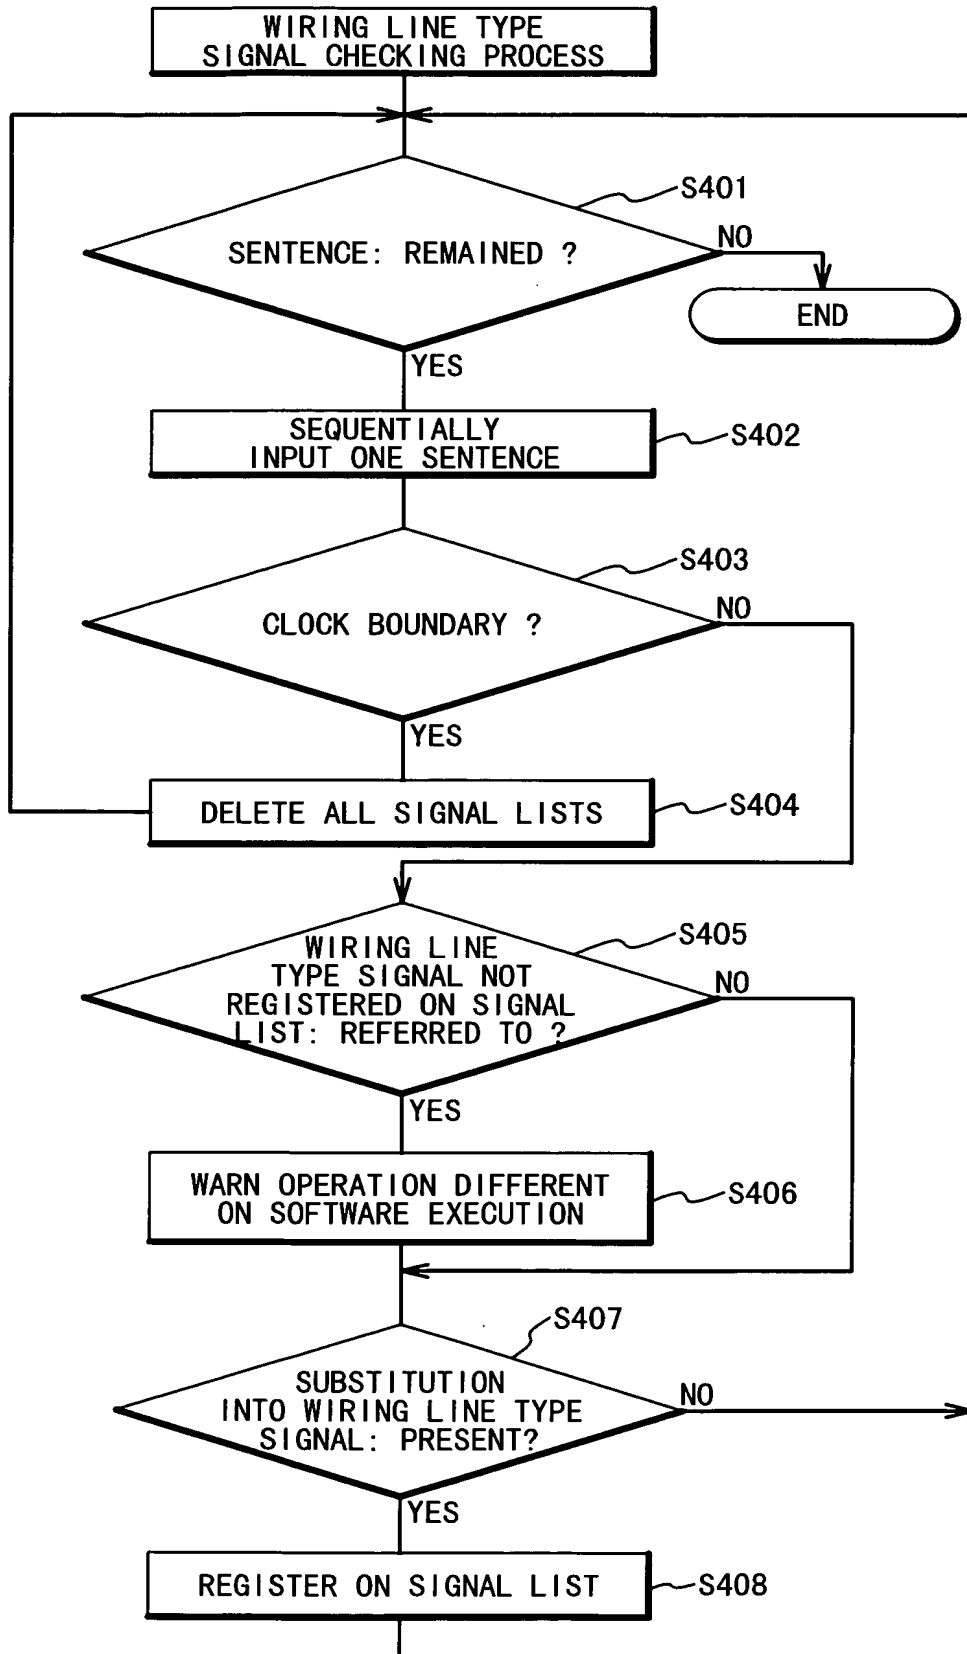 WIRING LINE TYPE
SIGNAL CHECKING PROCESS
S401
SENTENCE: REMAINED ?
NO
END
YES
SEQUENTIALLY
INPUT ONE SENTENCE
S402
S403
CLOCK BOUNDARY ?
NO
YES
DELETE ALL SIGNAL LISTS
S404
S405
WIRING LINE
TYPE SIGNAL NOT
REGISTERED ON SIGNAL
LIST: REFERRED TO ?
NO
YES
WARN OPERATION DIFFERENT
ON SOFTWARE EXECUTION
S406
S407
SUBSTITUTION
INTO WIRING LINE TYPE
SIGNAL: PRESENT?
NO
YES
REGISTER ON SIGNAL LIST
S408